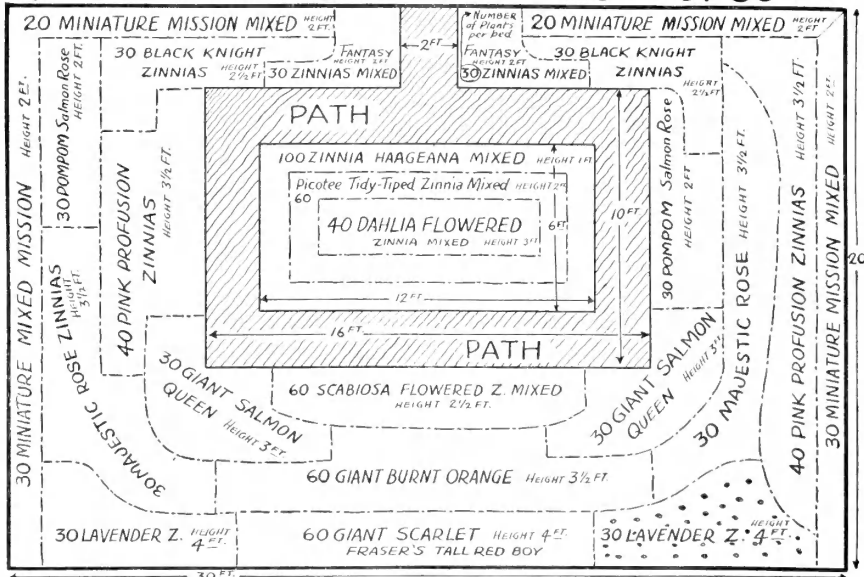 20 MINIATURE MISSION MIXED HEIGHT 2 FT.
2 FT
NUMBER of Plants per bed
20 MINIATURE MISSION MIXED HEIGHT 2 FT
30 BLACK KNIGHT
ZINNIAS HEIGHT 2½ FT
FANTASY
HEIGHT 2 FT
30 ZINNIAS MIXED
FANTASY
HEIGHT 2 FT
30 ZINNIAS MIXED
30 BLACK KNIGHT
ZINNIAS
HEIGHT 2½ FT
30 MINIATURE MIXED MISSION HEIGHT 2 FT.
30 POMPOM Salmon Rose
HEIGHT 2 FT.
40 PINK PROFUSION
ZINNIAS HEIGHT 3½ FT.
30 MAJESTIC ROSE ZINNIAS
HEIGHT 3½ FT.
PATH
100 ZINNIA HAAGEANA MIXED HEIGHT 1 FT
Picotee Tidy-Tiped Zinnia Mixed HEIGHT 2 FT
60
40 DAHLIA FLOWERED
ZINNIA MIXED HEIGHT 3 FT
6 FT
10 FT
12 FT
16 FT
PATH
30 POMPOM Salmon Rose
HEIGHT 2 FT
30 MAJESTIC ROSE HEIGHT 3½ FT.
40 PINK PROFUSION ZINNIAS HEIGHT 3½ FT.
30 MINIATURE MISSION MIXED HEIGHT 2 FT.
20
30 GIANT SALMON
QUEEN HEIGHT 3 FT.
60 SCABIOSA FLOWERED Z. MIXED
HEIGHT 2½ FT.
30 GIANT SALMON
QUEEN HEIGHT 3 FT.
60 GIANT BURNT ORANGE HEIGHT 3½ FT.
30 LAVENDER Z. HEIGHT 4 FT.
60 GIANT SCARLET HEIGHT 4 FT.
FRASER'S TALL RED BOY
30 LAVENDER Z. HEIGHT 4 FT.
30 FT.